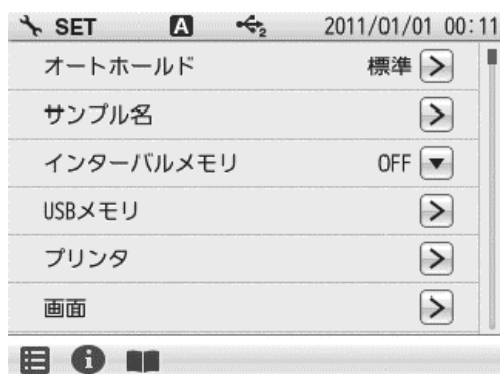 SET A 2 2011/01/01 00:11
オートホールド 標準
サンプル名
インターバルメモリ OFF
USBメモリ
プリンタ
画面